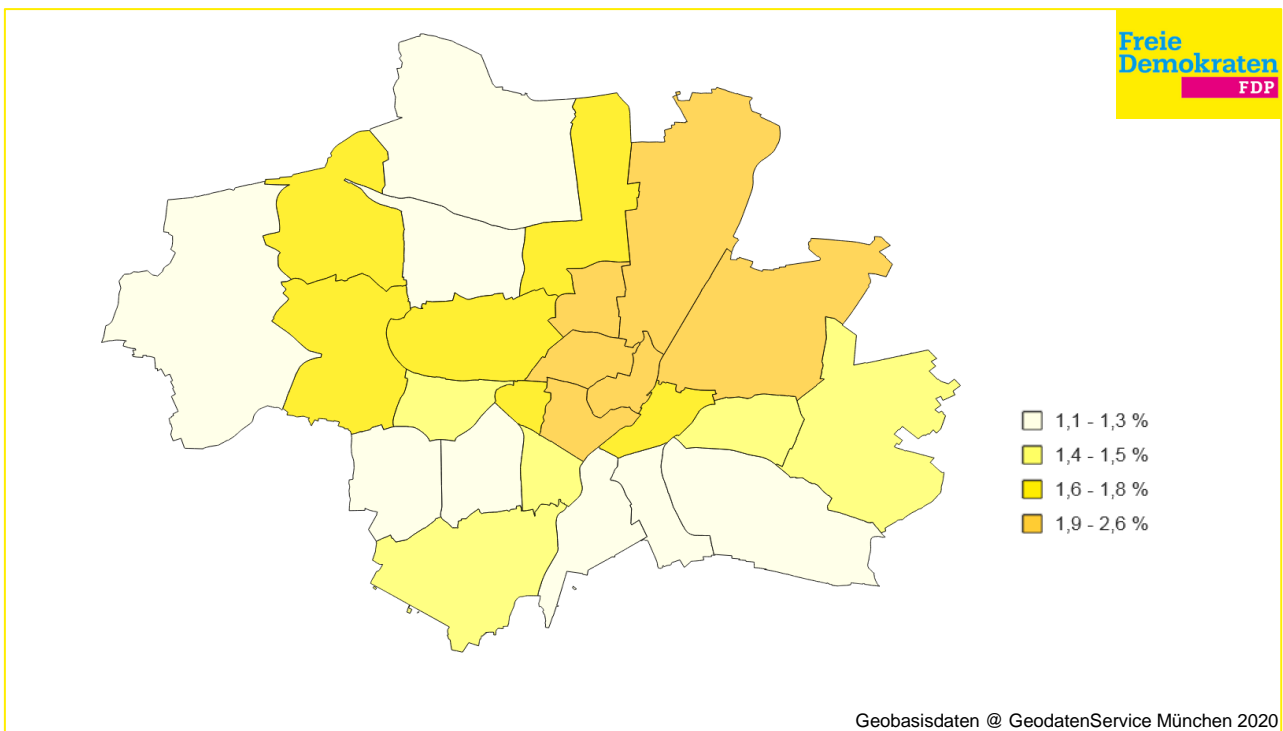 Freie
Demokraten
FDP
1,1 - 1,3 %
1,4 - 1,5 %
1,6 - 1,8 %
1,9 - 2,6 %
Geobasisdaten @ GeodatenService München 2020